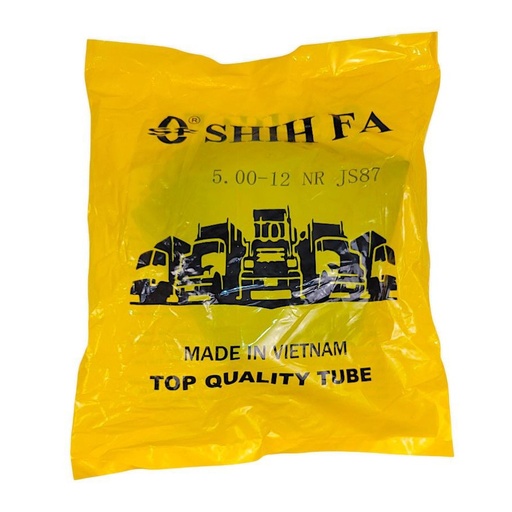 ® SHIH FA
5.00-12 NR JS87
MADE IN VIETNAM
TOP QUALITY TUBE